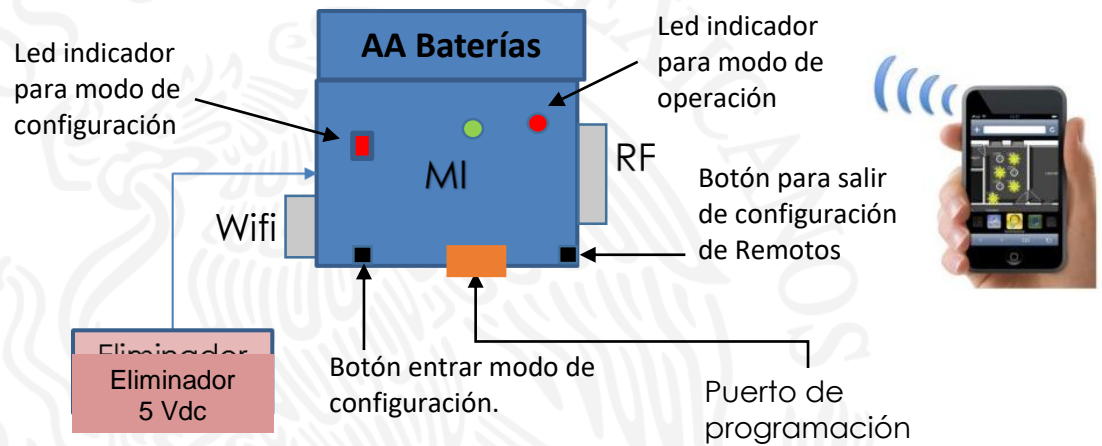 Led indicador
para modo de
configuración
AA Baterías
Led indicador
para modo de
operación
MI
RF
Wifi
Botón para salir
de configuración
de Remotos
Eliminador
Eliminador
5 Vdc
Botón entrar modo de
configuración.
Puerto de
programación